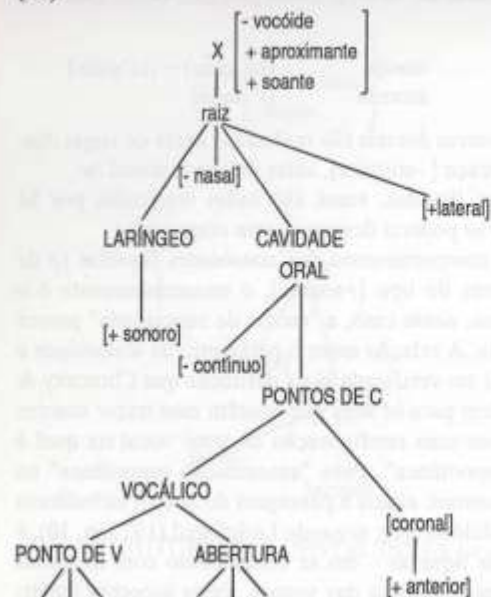 - vocóide
X
+ aproximante
+ soante
raiz
[- nasal]
[+lateral]
LARÍNGEO
CAVIDADE
ORAL
[+ sonoro]
[- contínuo]
PONTOS DE C
VOCÁLICO
[coronal]
PONTO DE V
ABERTURA
[+ anterior]